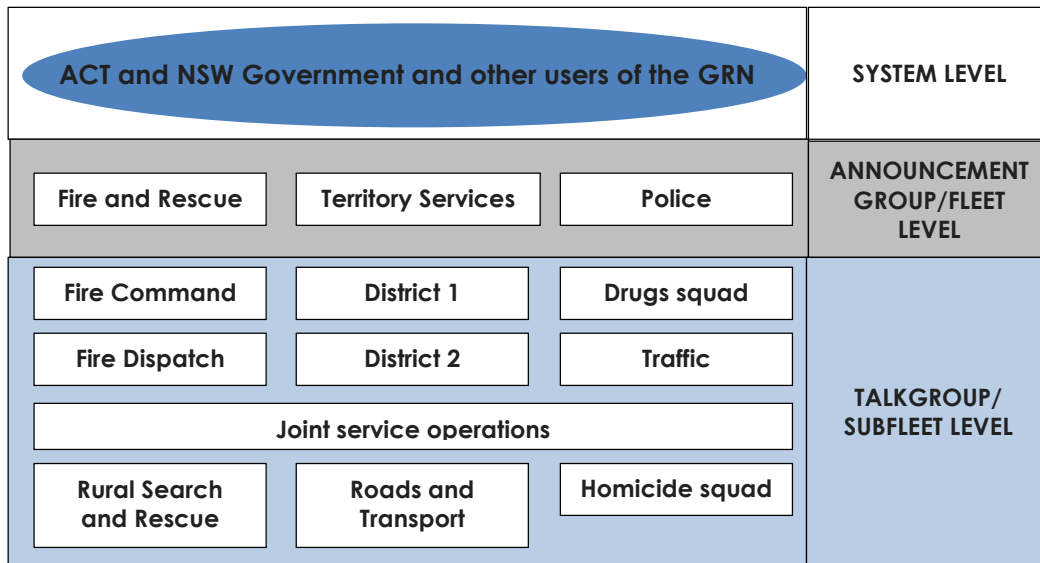 ACT and NSW Government and other users of the GRN
SYSTEM LEVEL
Fire and Rescue
Territory Services
Police
ANNOUNCEMENT
GROUP/FLEET
LEVEL
Fire Command
District 1
Drugs squad
Fire Dispatch
District 2
Traffic
Joint service operations
Rural Search
and Rescue
Roads and
Transport
Homicide squad
TALKGROUP/
SUBFLEET LEVEL